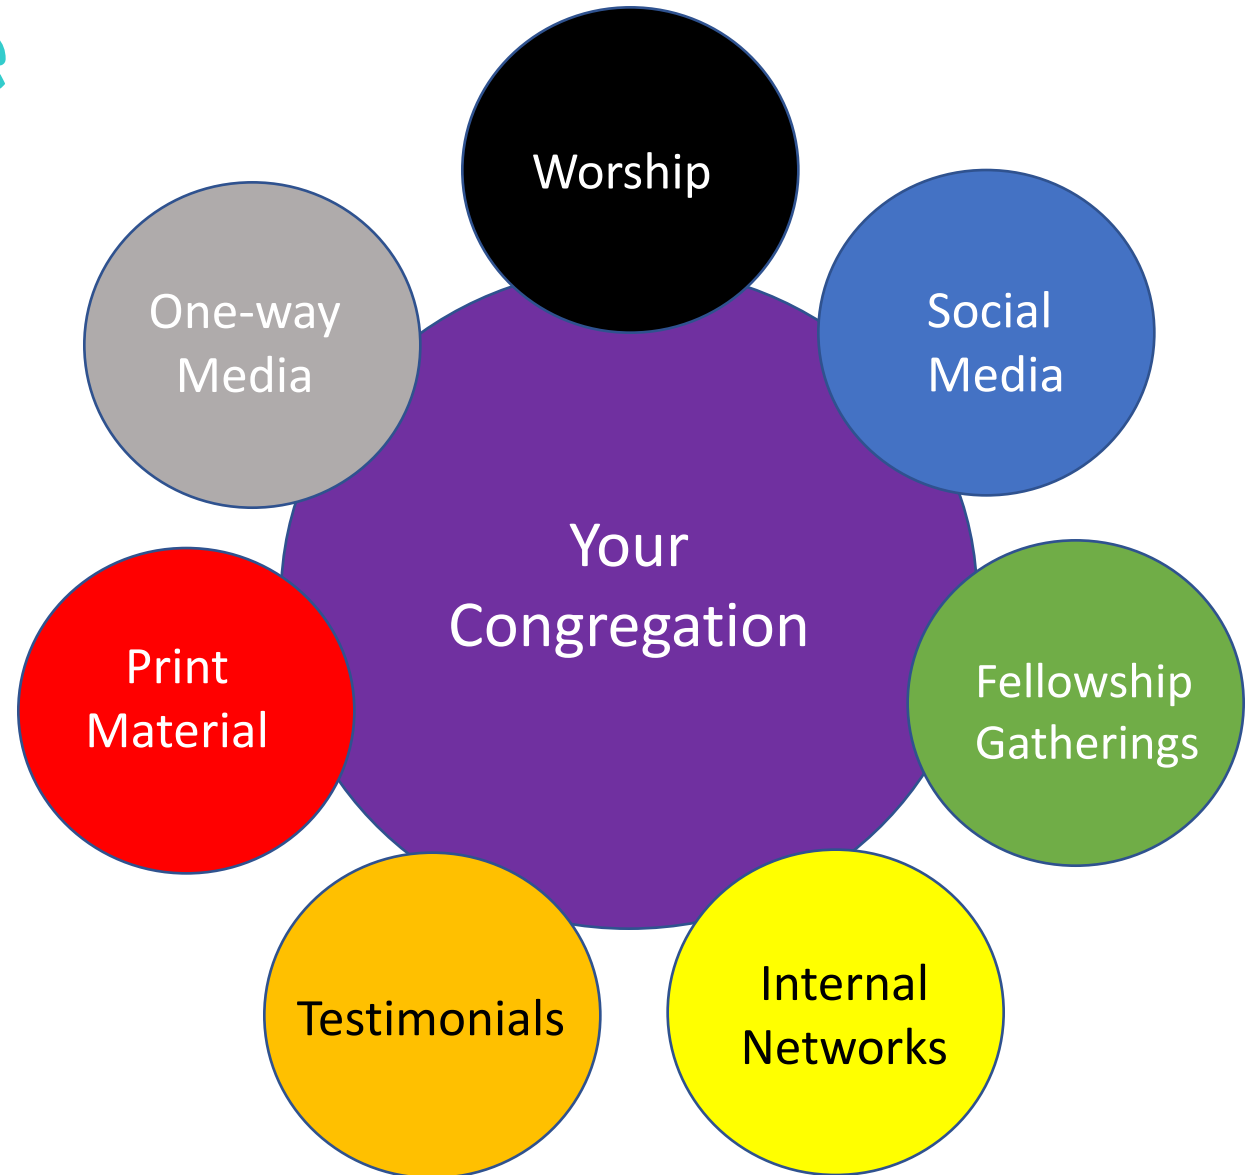 Worship
One-way
Media
Social
Media
Your
Congregation
Print
Material
Fellowship
Gatherings
Testimonials
Internal
Networks